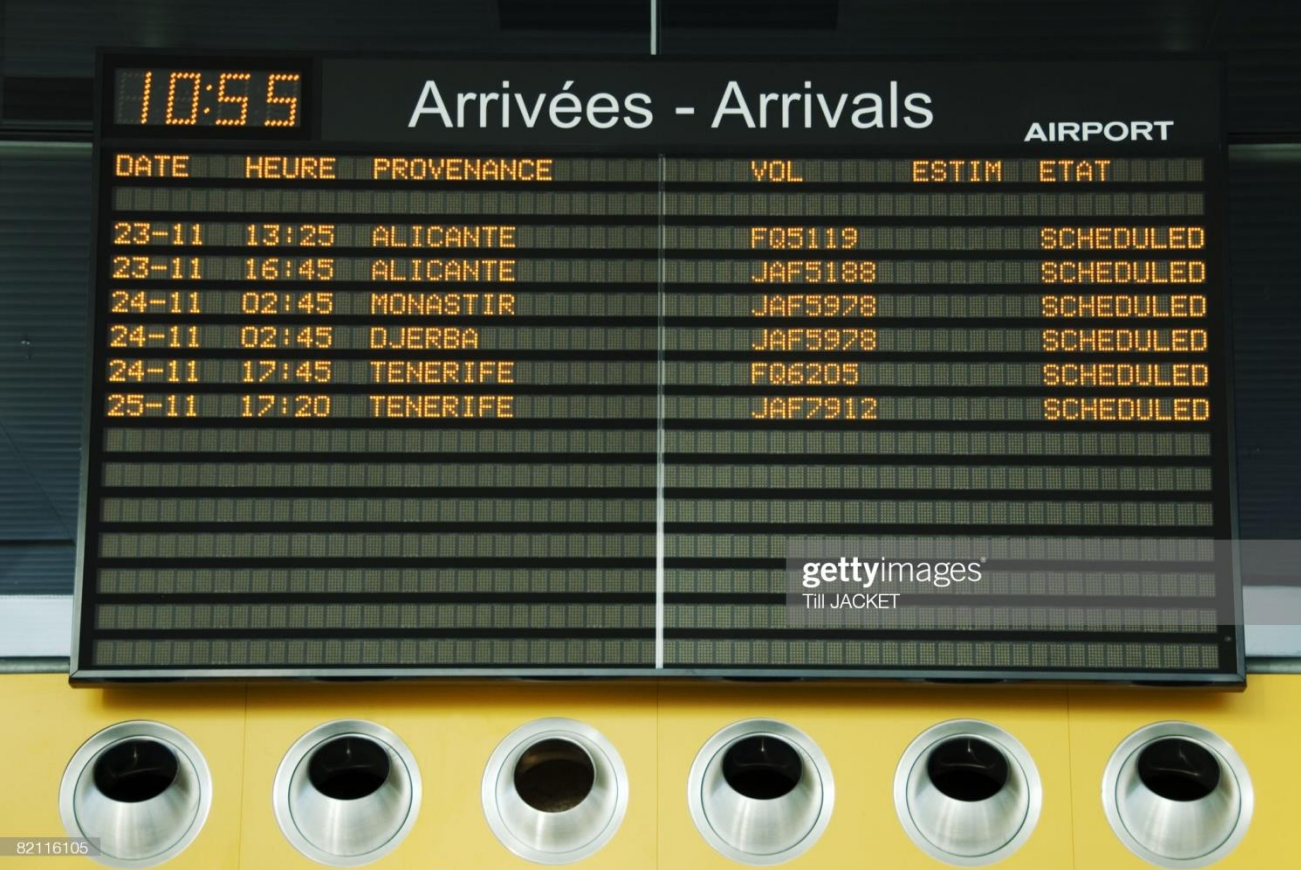 10:55 Arrivées - Arrivals AIRPORT
DATE HEURE PROVENANCE VOL ESTIM ETAT
23-11 13:25 ALICANTE FQ5119 SCHEDULED
23-11 16:45 ALICANTE JAF5188 SCHEDULED
24-11 02:45 MONASTIR JAF5978 SCHEDULED
24-11 02:45 DJERBA JAF5978 SCHEDULED
24-11 17:45 TENERIFE FQ6205 SCHEDULED
25-11 17:20 TENERIFE JAF7912 SCHEDULED
gettyimages®
Till JACKET
82116105